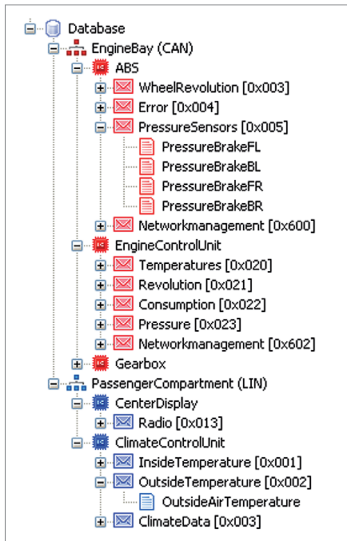 Database
EngineBay (CAN)
ABS
WheelRevolution [0x003]
Error [0x004]
PressureSensors [0x005]
PressureBrakeFL
PressureBrakeBL
PressureBrakeFR
PressureBrakeBR
Networkmanagement [0x600]
EngineControlUnit
Temperatures [0x020]
Revolution [0x021]
Consumption [0x022]
Pressure [0x023]
Networkmanagement [0x602]
Gearbox
PassengerCompartment (LIN)
CenterDisplay
Radio [0x013]
ClimateControlUnit
InsideTemperature [0x001]
OutsideTemperature [0x002]
OutsideAirTemperature
ClimateData [0x003]